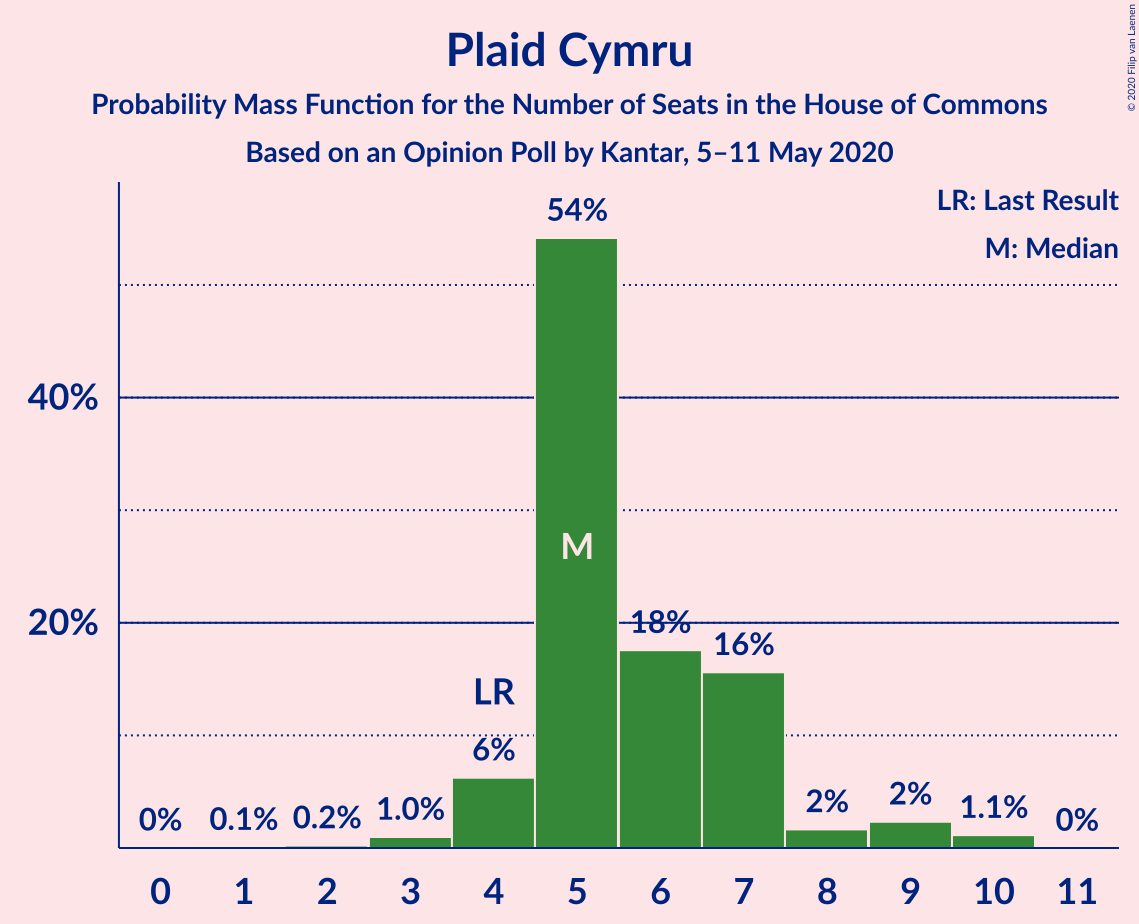 Plaid Cymru
Probability Mass Function for the Number of Seats in the House of Commons
Based on an Opinion Poll by Kantar, 5–11 May 2020
© 2020 Filip van Laenen
LR: Last Result
M: Median
54%
40%
M
20%
18%
16%
LR
6%
0%
0.1%
0.2%
1.0%
2%
2%
1.1%
0%
0 1 2 3 4 5 6 7 8 9 10 11